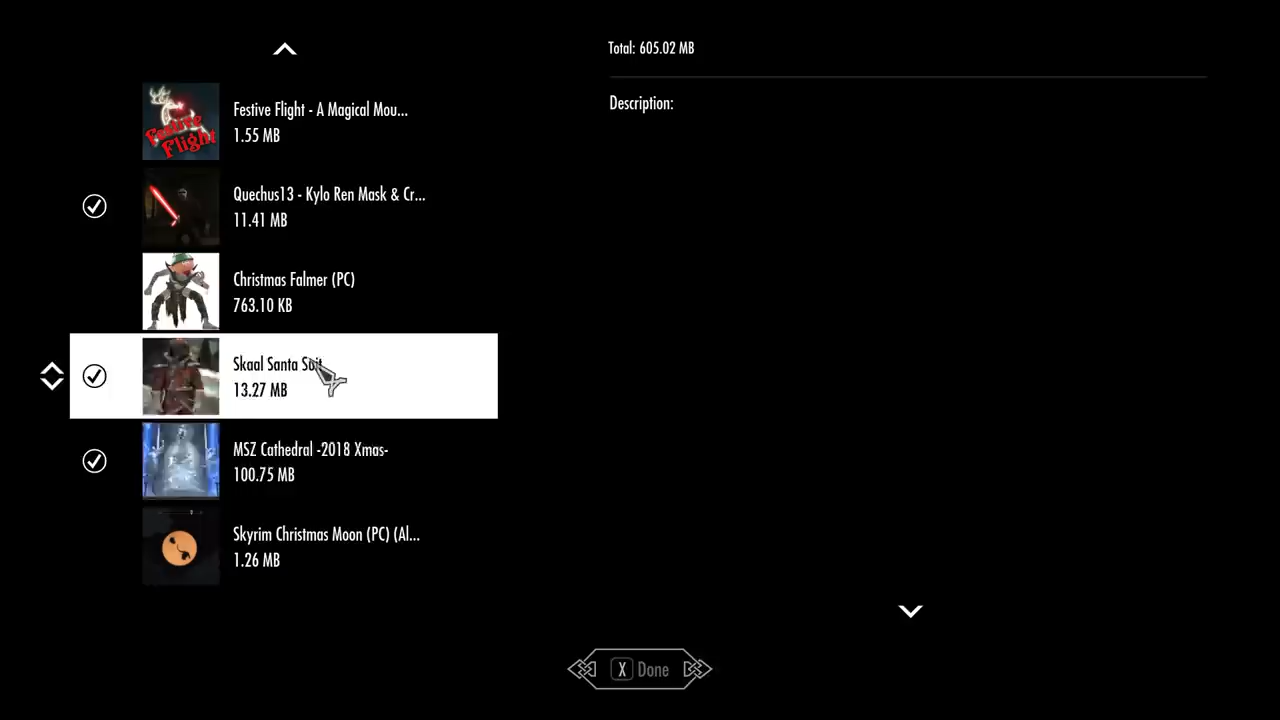 Total: 605.02 MB
Description:
Festive Flight
Festive Flight - A Magical Mou...
1.55 MB
Quechus13 - Kylo Ren Mask & Cr...
11.41 MB
Christmas Falmer (PC)
763.10 KB
Skaal Santa Suit
13.27 MB
MSZ Cathedral -2018 Xmas-
100.75 MB
Skyrim Christmas Moon (PC) (Al...
1.26 MB
X Done